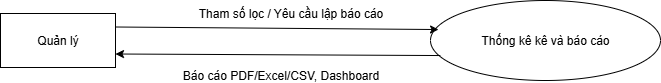 Tham số lọc / Yêu cầu lập báo cáo
Quản lý
Thống kê kê và báo cáo
Báo cáo PDF/Excel/CSV, Dashboard